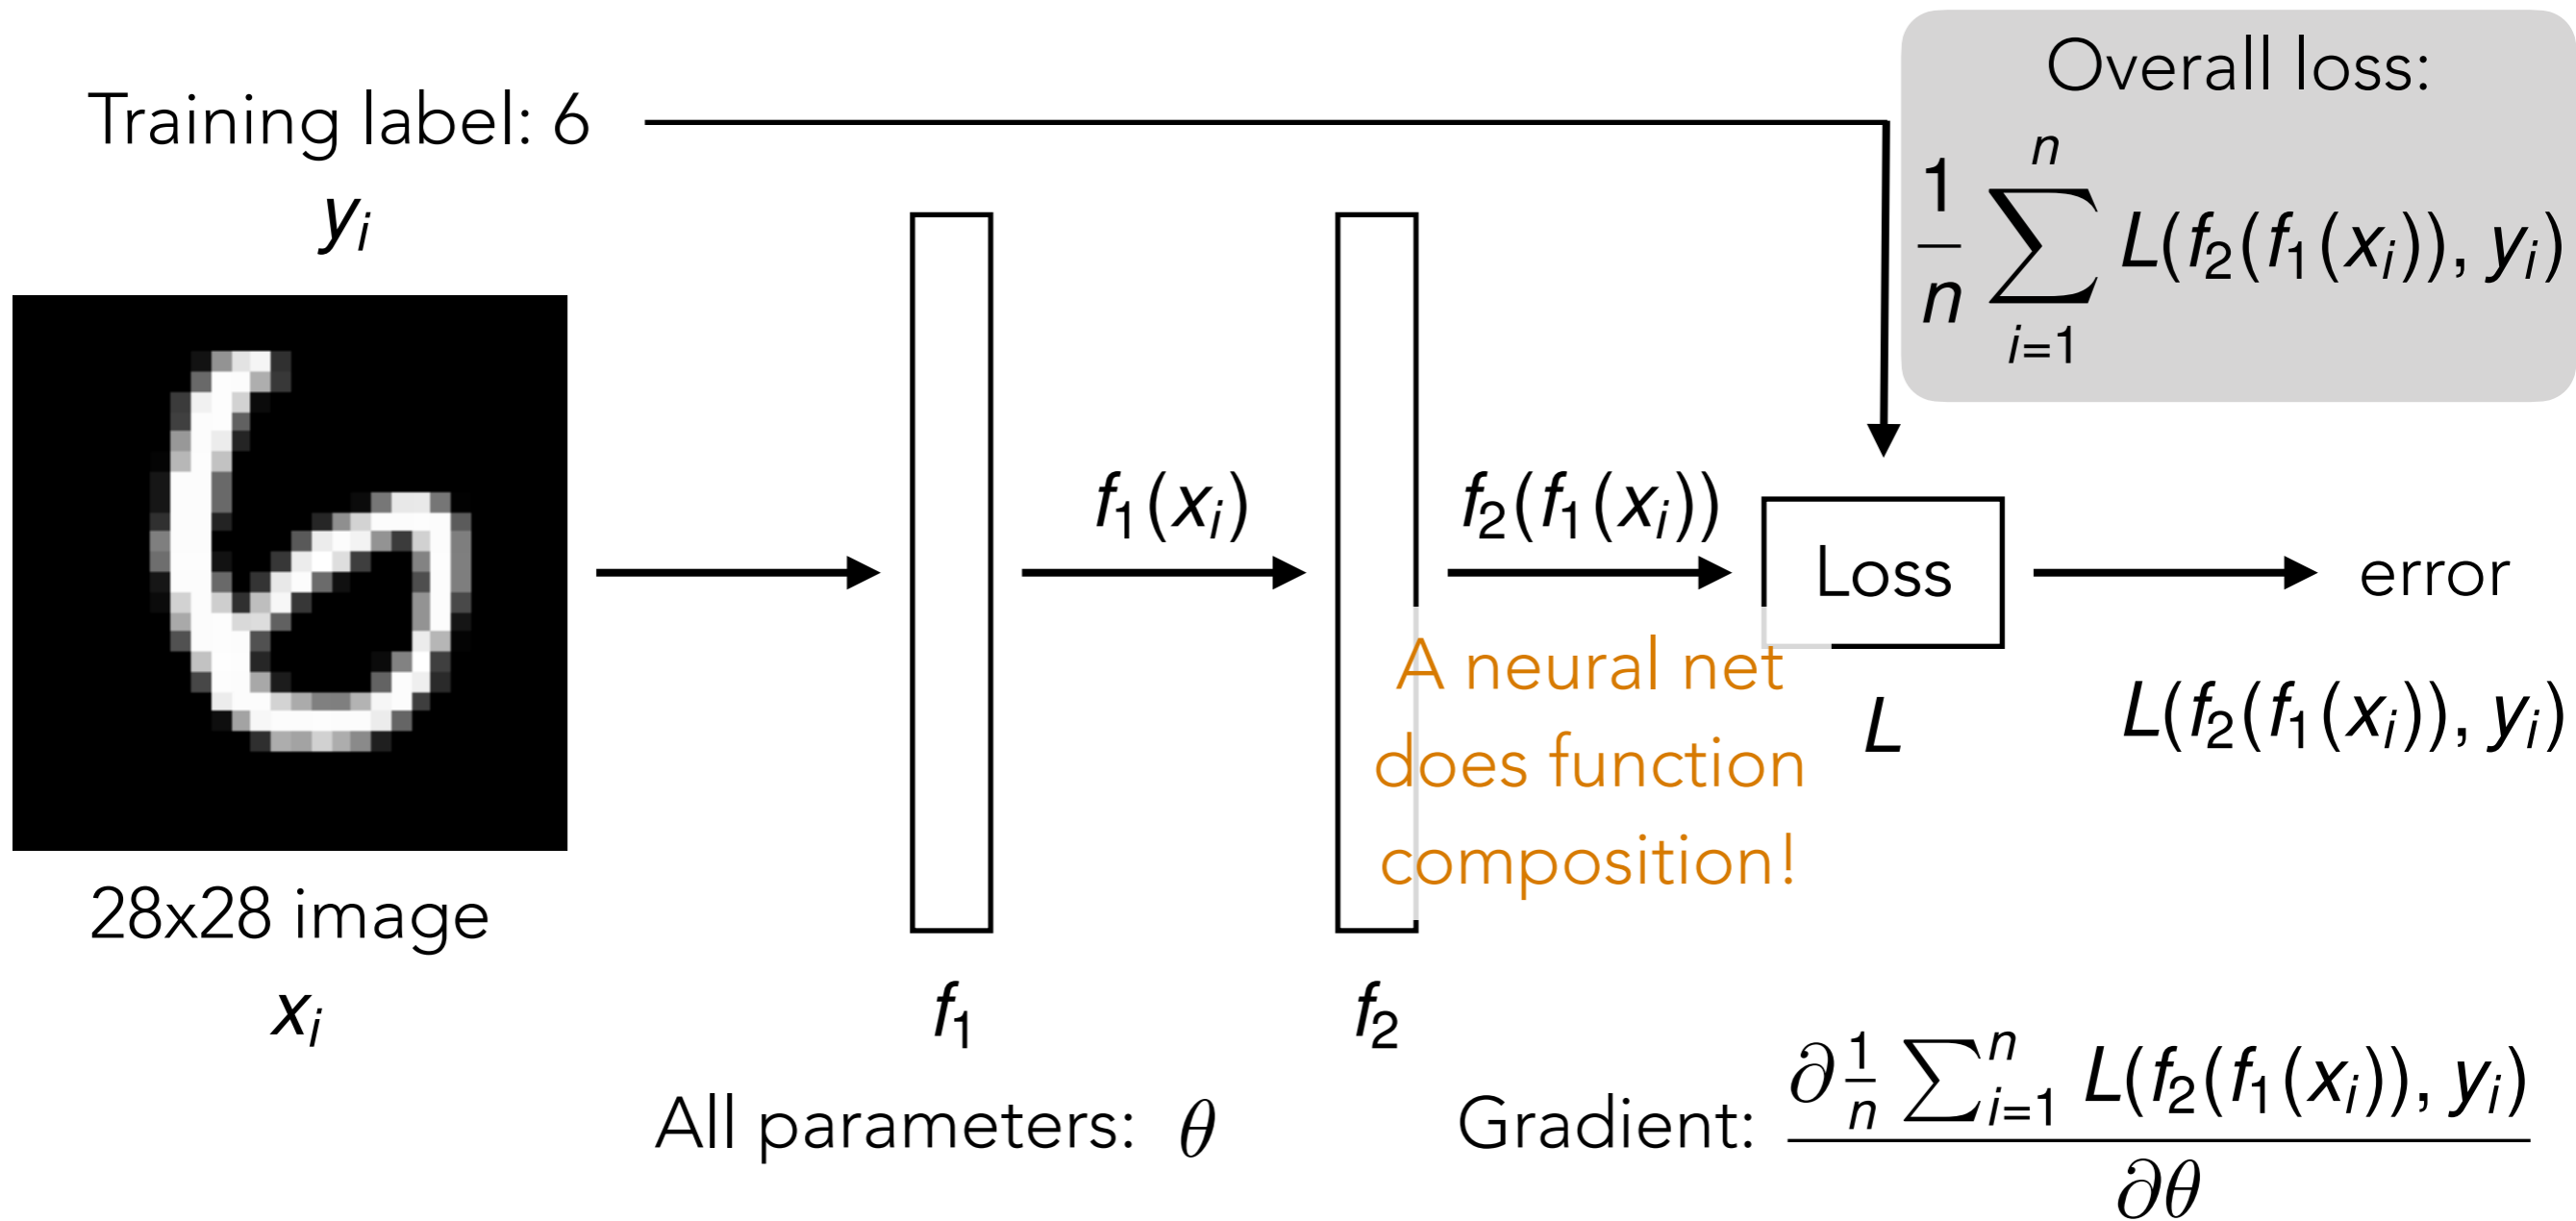 Training label: 6
yᵢ
28x28 image
xᵢ
f₁
f₁(xᵢ)
f₂
f₂(f₁(xᵢ))
A neural net
does function
composition!
Loss
L
error
L(f₂(f₁(xᵢ)), yᵢ)
Overall loss:
1/n ∑ᵢ₌₁ⁿ L(f₂(f₁(xᵢ)), yᵢ)
All parameters: θ
Gradient: ∂ 1/n ∑ᵢ₌₁ⁿ L(f₂(f₁(xᵢ)), yᵢ) / ∂θ